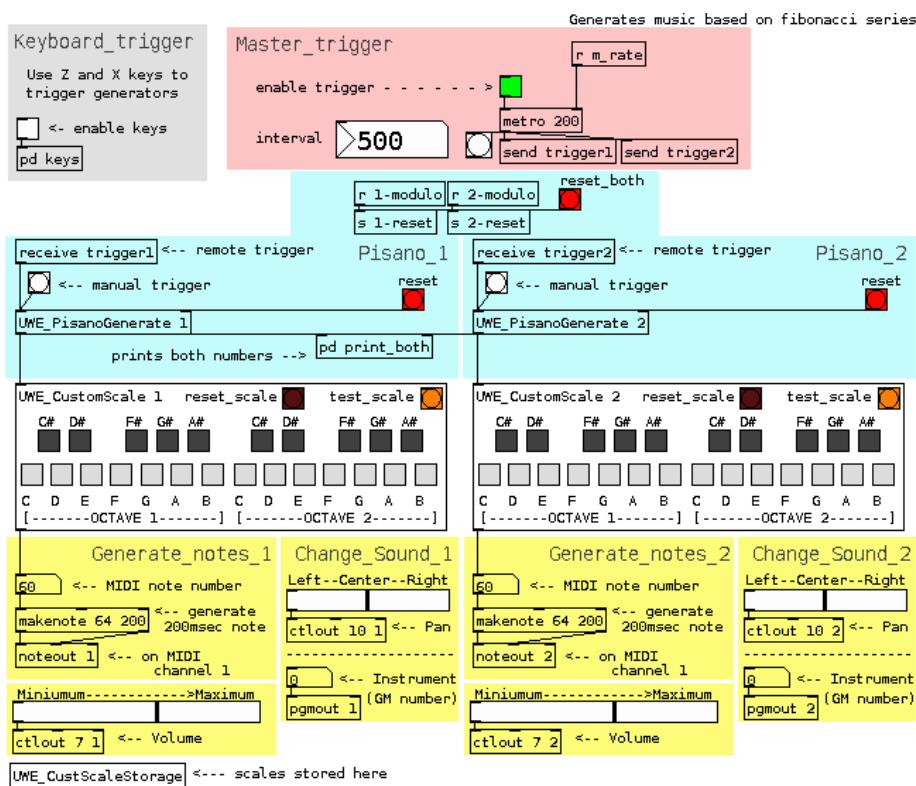 Generates music based on fibonacci series
Keyboard_trigger
Use Z and X keys to
trigger generators
<- enable keys
pd keys
Master_trigger
r m_rate
enable trigger - - - - - - >
metro 200
interval
500
send trigger1
send trigger2
r 1-modulo
r 2-modulo
reset_both
s 1-reset
s 2-reset
receive trigger1
<-- remote trigger
Pisano_1
<-- manual trigger
reset
UWE_PisanoGenerate 1
receive trigger2
<-- remote trigger
Pisano_2
<-- manual trigger
reset
UWE_PisanoGenerate 2
prints both numbers -->
pd print_both
UWE_CustomScale 1
reset_scale
test_scale
C# D# F# G# A# C# D# F# G# A#
C D E F G A B C D E F G A B
[-------OCTAVE 1------] [-------OCTAVE 2------]
UWE_CustomScale 2
reset_scale
test_scale
C# D# F# G# A# C# D# F# G# A#
C D E F G A B C D E F G A B
[-------OCTAVE 1------] [-------OCTAVE 2------]
Generate_notes_1
60
<-- MIDI note number
makenote 64 200
<-- generate
200msec note
noteout 1
<-- on MIDI
channel 1
Miniumum------------>Maximum
ctlout 7 1
<-- Volume
Change_Sound_1
Left--Center--Right
ctlout 10 1
<-- Pan
------------------
0
<-- Instrument
(GM number)
pgmout 1
Generate_notes_2
60
<-- MIDI note number
makenote 64 200
<-- generate
200msec note
noteout 2
<-- on MIDI
channel 1
Minimum--------------->Maximum
ctlout 7 2
<-- Volume
Change_Sound_2
Left--Center--Right
ctlout 10 2
<-- Pan
------------------
0
<-- Instrument
(GM number)
pgmout 2
UWE_CustScaleStorage
<--- scales stored here